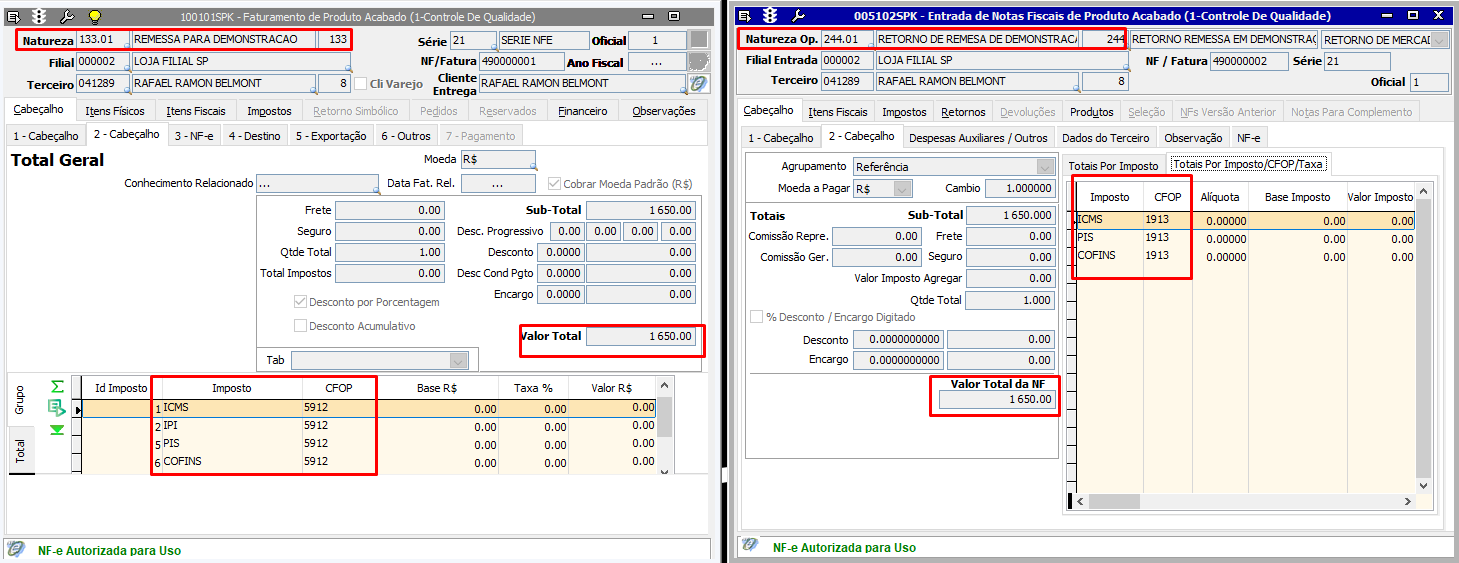 100101SPK - Faturamento de Produto Acabado (1-Controle De Qualidade)
Natureza 133.01 REMESSA PARA DEMONSTRACAO 133 Série 21 SERIE NFE Oficial 1
Filial 000002 LOJA FILIAL SP NF/Fatura 490000001 Ano Fiscal ...
Terceiro 041289 RAFAEL RAMON BELMONT 8 Cli Varejo Cliente Entrega RAFAEL RAMON BELMONT
Cabeçalho Itens Físicos Itens Fiscais Impostos Retorno Simbólico Pedidos Reservados Financeiro Observações
1 - Cabeçalho 2 - Cabeçalho 3 - NF-e 4 - Destino 5 - Exportação 6 - Outros 7 - Pagamento
Total Geral Moeda R$
Conhecimento Relacionado ... Data Fat. Rel. ... Cobrar Moeda Padrão (R$)
Frete 0.00 Sub-Total 1 650.00
Seguro 0.00 Desc. Progressivo 0.00 0.00 0.00 0.00
Qtde Total 1.00 Desconto 0.0000 0.00
Total Impostos 0.00 Desc Cond Pgto 0.0000 0.00
Encargo 0.0000 0.00
Desconto por Porcentagem
Desconto Acumulativo
Valor Total 1 650.00
Tab
Grupo
Total
Id Imposto Imposto CFOP Base R$ Taxa % Valor R$
1 ICMS 5912 0.00 0.00 0.00
2 IPI 5912 0.00 0.00 0.00
5 PIS 5912 0.00 0.00 0.00
6 COFINS 5912 0.00 0.00 0.00
NF-e Autorizada para Uso
005102SPK - Entrada de Notas Fiscais de Produto Acabado (1-Controle De Qualidade)
Natureza Op. 244.01 RETORNO DE REMESA DE DEMONSTRACA 244 RETORNO REMESSA EM DEMONSTRAÇ RETORNO DE MERCAD
Filial Entrada 000002 LOJA FILIAL SP NF / Fatura 490000002 Série 21
Terceiro 041289 RAFAEL RAMON BELMONT 8 Oficial 1
Cabeçalho Itens Fiscais Impostos Retornos Devoluções Produtos Seleção NFs Versão Anterior Notas Para Complemento
1 - Cabeçalho 2 - Cabeçalho Despesas Auxiliares / Outros Dados do Terceiro Observação NF-e
Agrupamento Referência
Moeda a Pagar R$ Cambio 1.000000
Totais Sub-Total 1 650.000
Comissão Repre. 0.00 Frete 0.00
Comissão Ger. 0.00 Seguro 0.00
Valor Imposto Agregar 0.00
Qtde Total 1.000
% Desconto / Encargo Digitado
Desconto 0.0000000000 0.00
Encargo 0.0000000000 0.00
Valor Total da NF
1 650.00
Totais Por Imposto Totais Por Imposto/CFOP/Taxa
Imposto CFOP Alíquota Base Imposto Valor Imposto
ICMS 1913 0.00000 0.00 0.00
PIS 1913 0.00000 0.00 0.00
COFINS 1913 0.00000 0.00 0.00
NF-e Autorizada para Uso